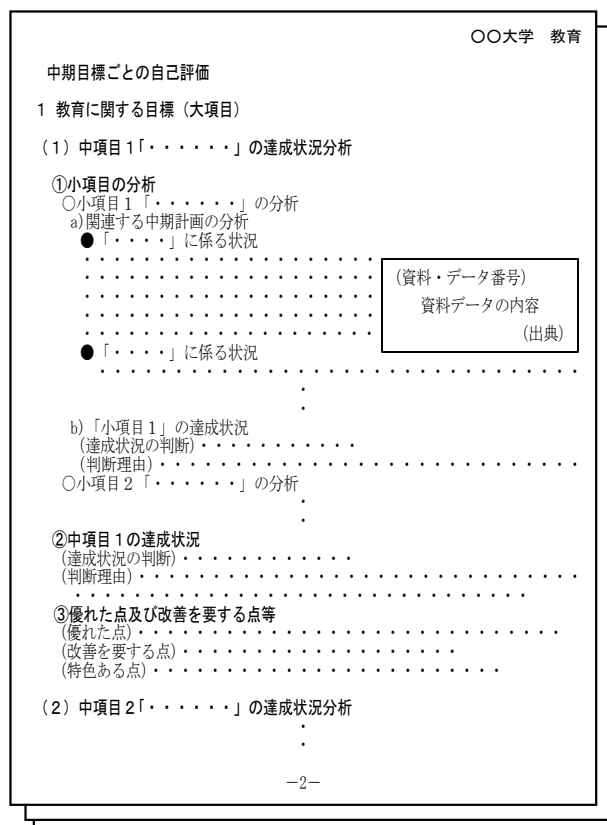 〇〇大学　教育
中期目標ごとの自己評価
1 教育に関する目標（大項目）
（１）中項目１「・・・・・・」の達成状況分析
①小項目の分析
○小項目１「・・・・・・」の分析
a)関連する中期計画の分析
●「・・・・」に係る状況
・・・・・・・・・・・・・・・・・・・・・
・・・・・・・・・・・・・・・・・・・・・
・・・・・・・・・・・・・・・・・・・・・
・・・・・・・・・・・・・・・・・・・・・
・・・・・・・・・・・・・・・・・・・・・
(資料・データ番号)
資料データの内容
(出典)
●「・・・・」に係る状況
・・・・・・・・・・・・・・・・・・・・・・・・・・・・・・・・・
・
・
b)「小項目１」の達成状況
(達成状況の判断)・・・・・・・・・・・
(判断理由)・・・・・・・・・・・・・・・・・・・・・・・・・・・・・
○小項目２「・・・・・・」の分析
・
・
②中項目１の達成状況
(達成状況の判断)・・・・・・・・・・・・
(判断理由)・・・・・・・・・・・・・・・・・・・・・・・・・・・・・・
・・・・・・・・・・・・・・・・・・・・・・・・・・・・・・・
③優れた点及び改善を要する点等
(優れた点)・・・・・・・・・・・・・・・・・・・・・・・・・・・・・
(改善を要する点)・・・・・・・・・・・・・・・・・・・
(特色ある点)・・・・・・・・・・・・・・・・・・・・・・・・
（２）中項目２「・・・・・・」の達成状況分析
・
・
－2－